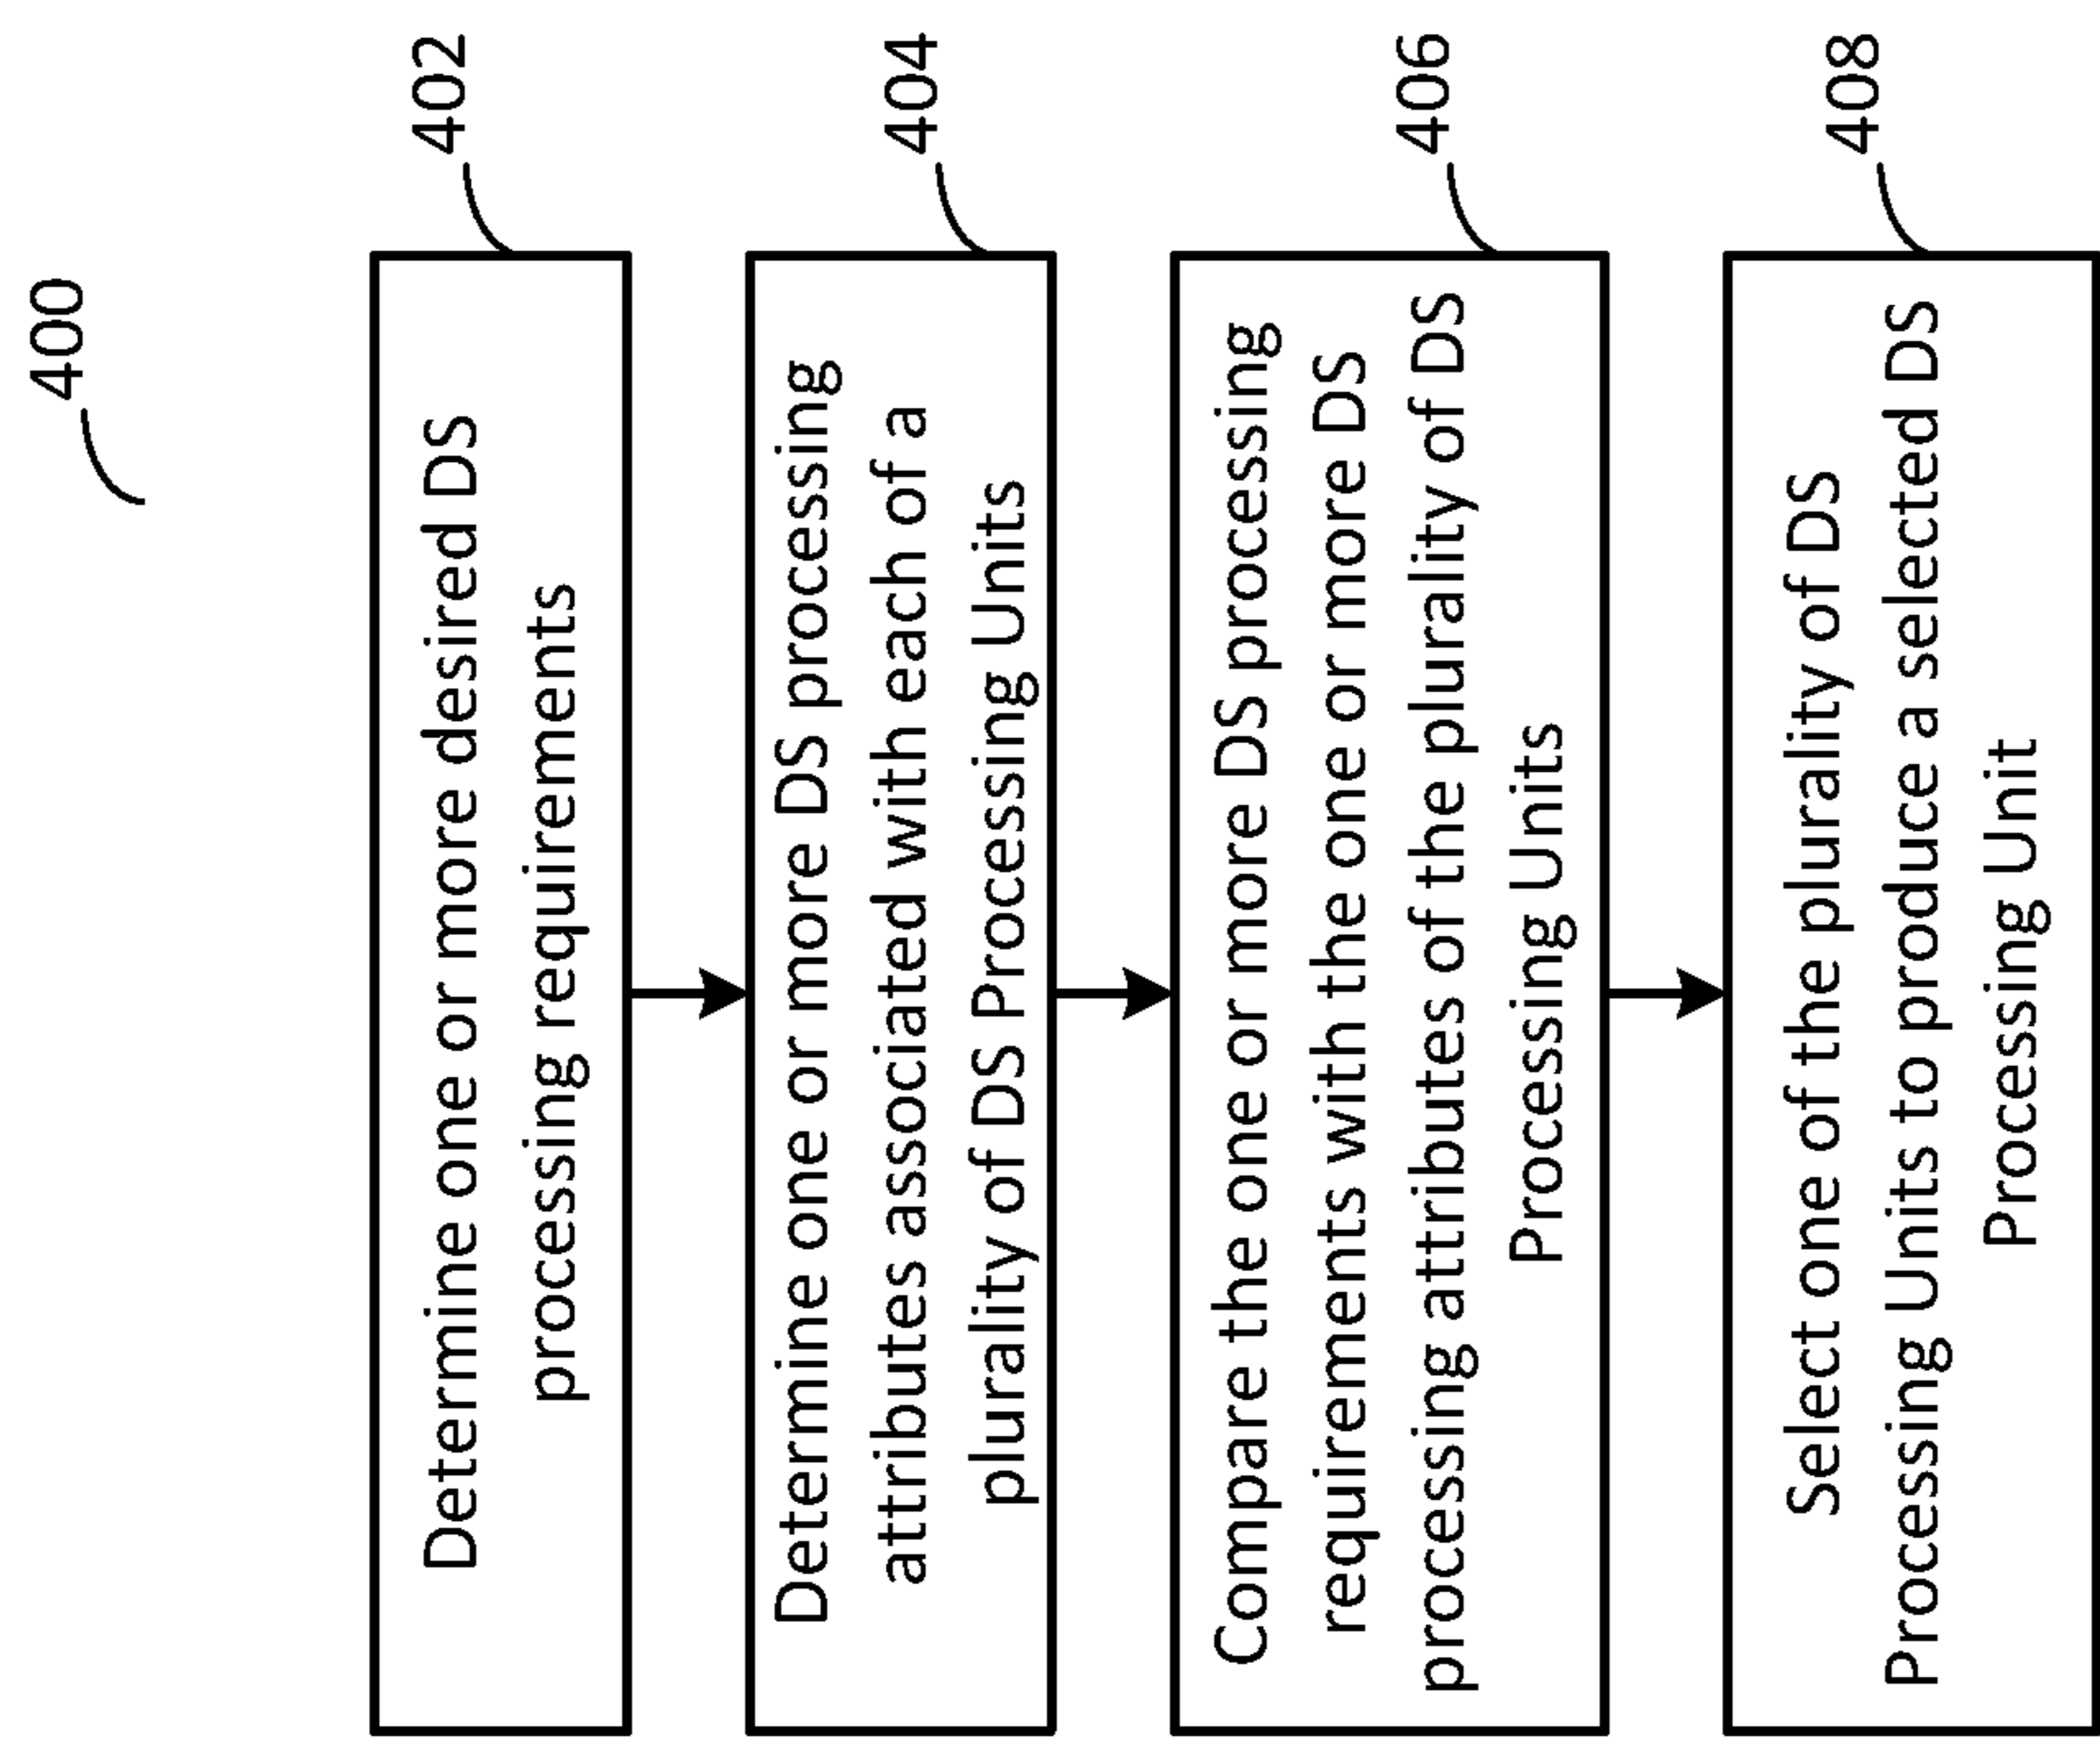 400
402
Determine one or more desired DS
processing requirements
404
Determine one or more DS processing
attributes associated with each of a
plurality of DS Processing Units
406
Compare the one or more DS processing
requirements with the one or more DS
processing attributes of the plurality of DS
Processing Units
408
Select one of the plurality of DS
Processing Units to produce a selected DS
Processing Unit